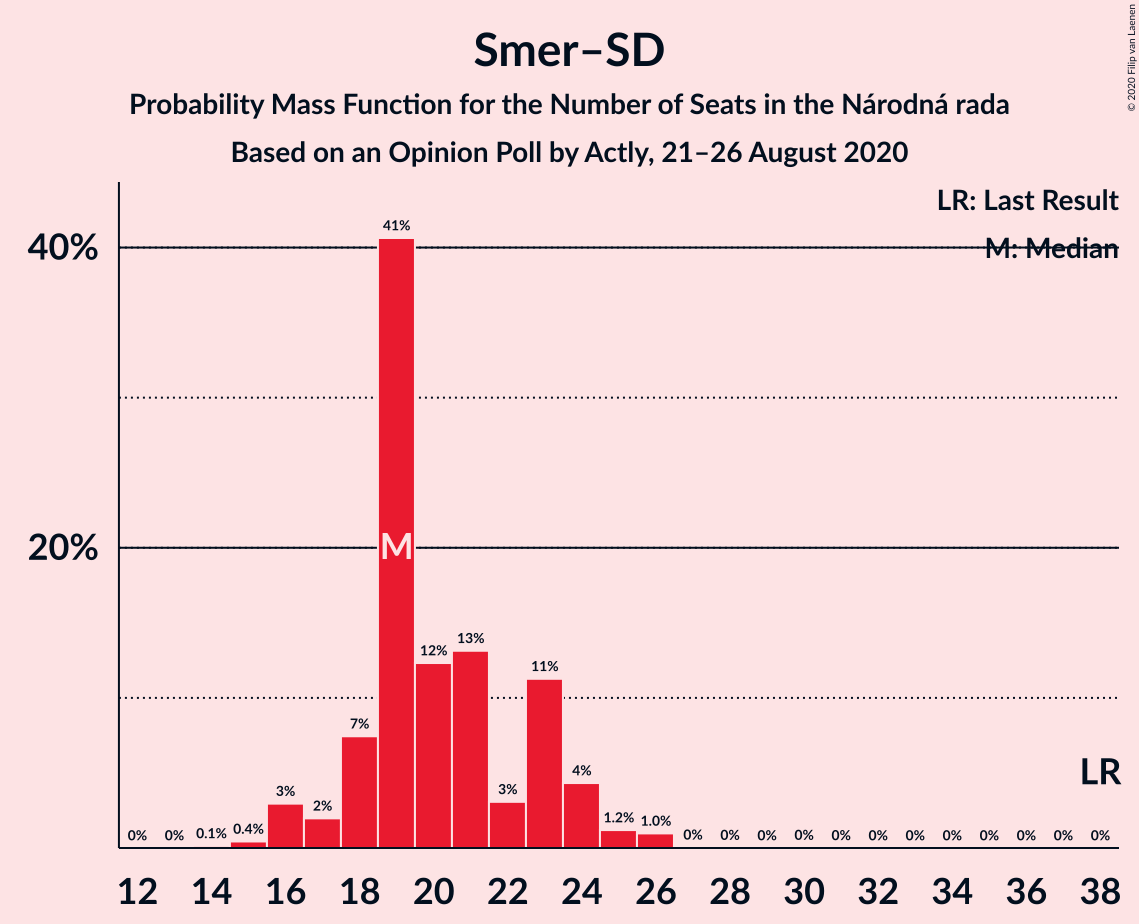 Smer–SD
Probability Mass Function for the Number of Seats in the Národná rada
Based on an Opinion Poll by Actly, 21–26 August 2020
© 2020 Filip van Laenen
LR: Last Result
M: Median
40%
20%
0% 0% 0.1% 0.4% 3% 2% 7% 41% 12% 13% 3% 11% 4% 1.2% 1.0% 0% 0% 0% 0% 0% 0% 0% 0% 0% 0% 0% 0%
M
LR
12 14 16 18 20 22 24 26 28 30 32 34 36 38